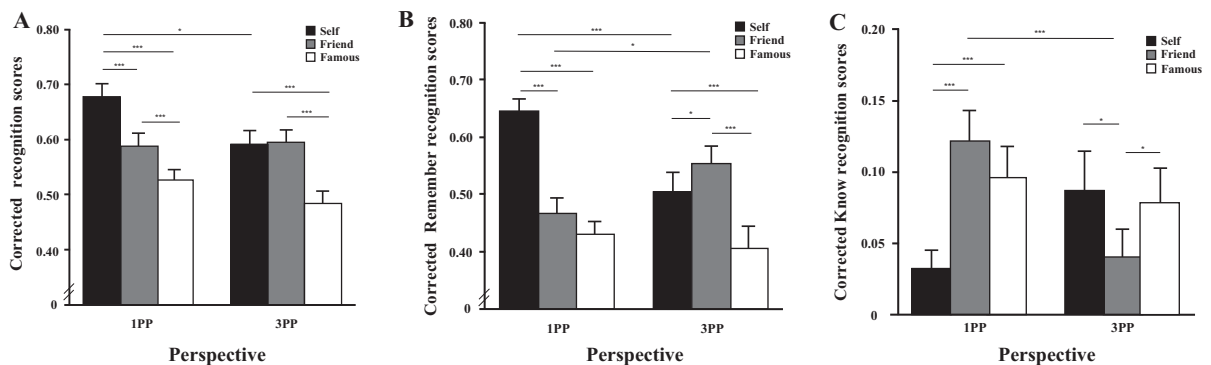 A
Corrected recognition scores
0.80
0.70
0.60
0.50
0.40
0
*
***
***
***
***
***
Self
Friend
Famous
1PP
3PP
Perspective
B
Corrected Remember recognition scores
0.80
0.70
0.60
0.50
0.40
0
***
*
***
***
***
*
***
Self
Friend
Famous
1PP
3PP
Perspective
C
Corrected Know recognition scores
0.20
0.15
0.10
0.05
0
***
***
***
*
*
Self
Friend
Famous
1PP
3PP
Perspective